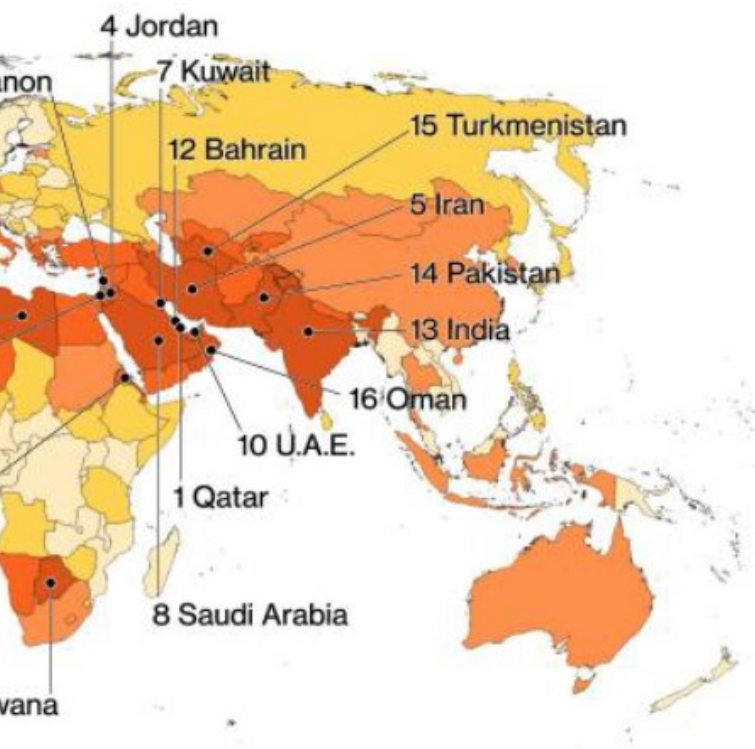 4 Jordan
anon
7 Kuwait
15 Turkmenistan
12 Bahrain
5 Iran
14 Pakistan
13 India
16 Oman
10 U.A.E.
1 Qatar
8 Saudi Arabia
wana